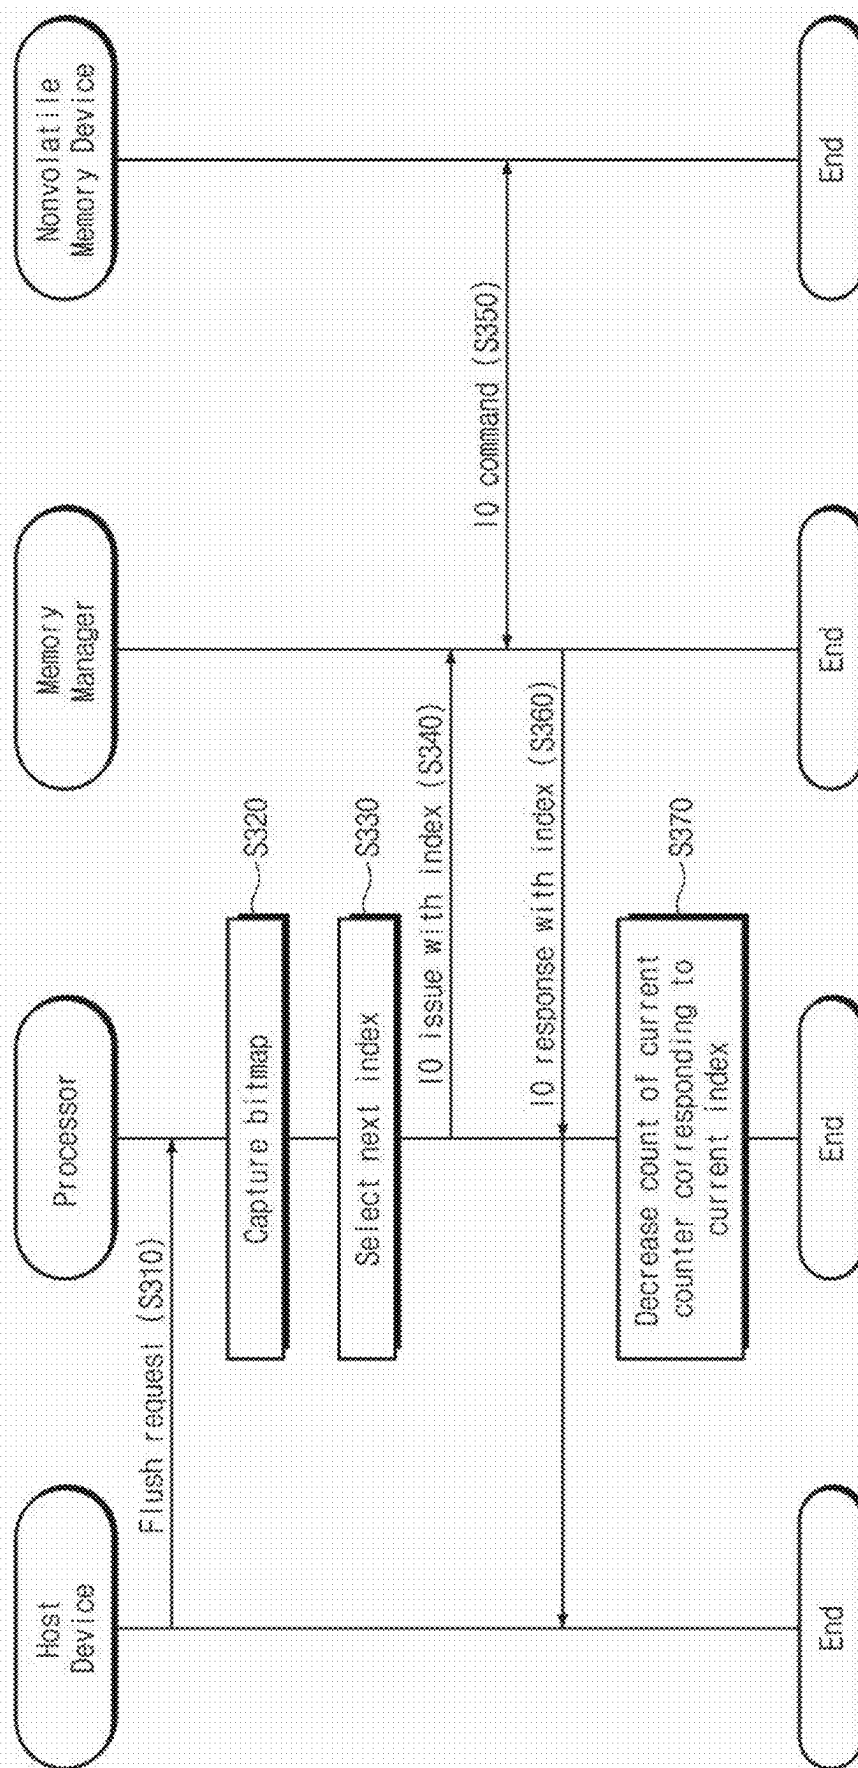 Host
Device
Processor
Memory
Manager
Nonvolatile
Memory Device
Flush request (S310)
Capture bitmap
S320
Select next index
S330
IO issue with index (S340)
IO command (S350)
IO response with index (S360)
Decrease count of current
counter corresponding to
current index
S370
End
End
End
End